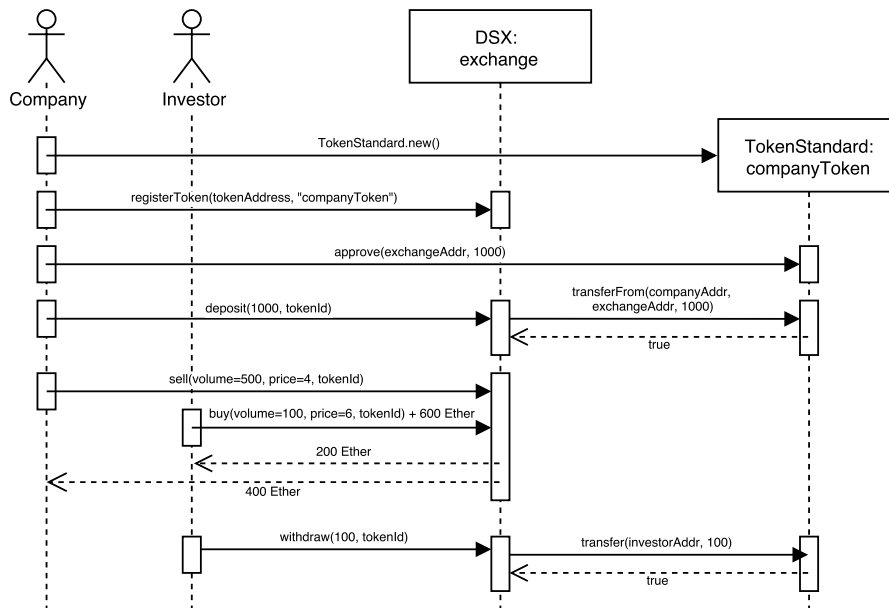 DSX:
exchange
Company
Investor
TokenStandard.new()
TokenStandard:
companyToken
registerToken(tokenAddress, "companyToken")
approve(exchangeAddr, 1000)
deposit(1000, tokenId)
transferFrom(companyAddr,
exchangeAddr, 1000)
true
sell(volume=500, price=4, tokenId)
buy(volume=100, price=6, tokenId) + 600 Ether
200 Ether
400 Ether
withdraw(100, tokenId)
transfer(investorAddr, 100)
true